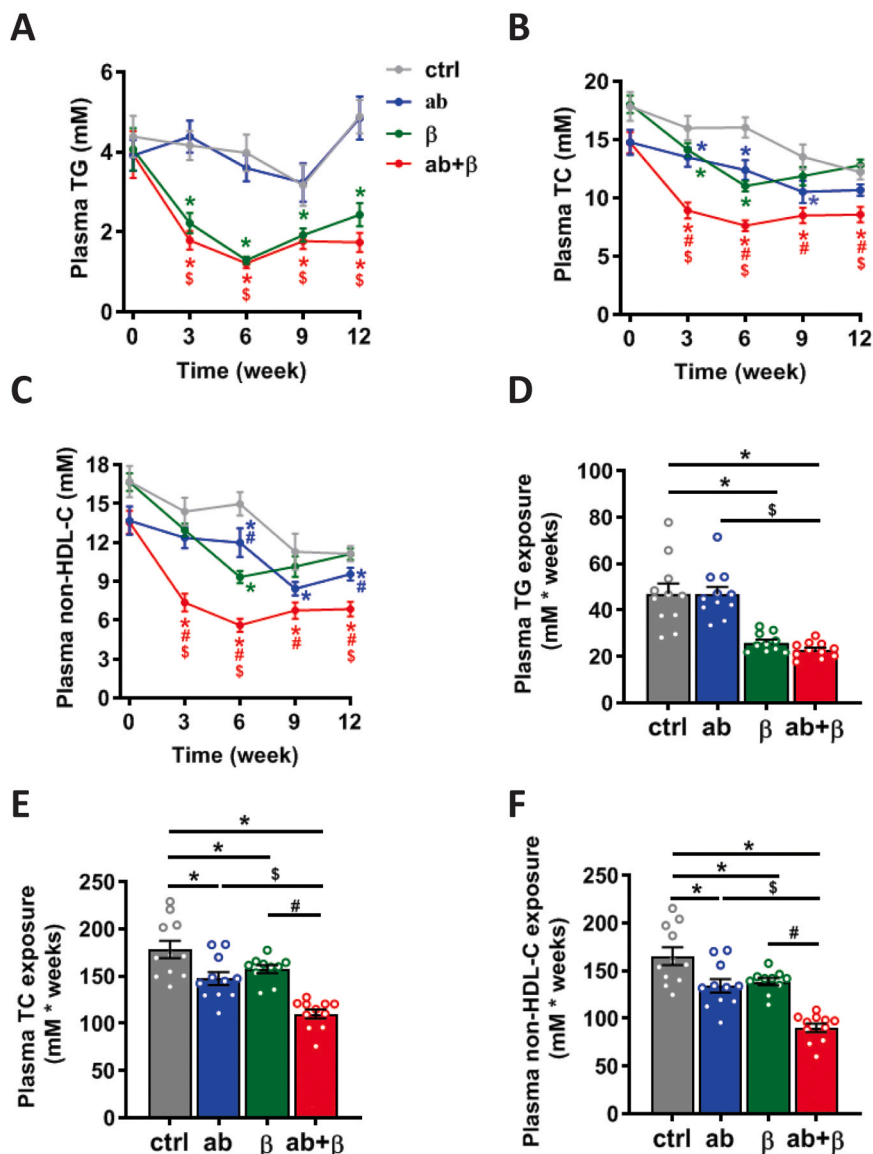 A
Plasma TG (mM)
6
4
2
0
0 3 6 9 12
Time (week)
* * * *
* * * *
$ $ $ $
ctrl
ab
β
ab+β
B
Plasma TC (mM)
20
15
10
5
0
0 3 6 9 12
Time (week)
* * *
* *
* * * *
# # # #
$ $ $
C
Plasma non-HDL-C (mM)
18
15
12
9
6
3
0
0 3 6 9 12
Time (week)
* * *
# #
*
* * * *
# # # #
$ $ $
D
Plasma TG exposure
(mM * weeks)
100
80
60
40
20
0
*
*
$
ctrl ab β ab+β
E
Plasma TC exposure
(mM * weeks)
250
200
150
100
50
0
*
*
* $
#
ctrl ab β ab+β
F
Plasma non-HDL-C exposure
(mM * weeks)
250
200
150
100
50
0
*
*
* $
#
ctrl ab β ab+β